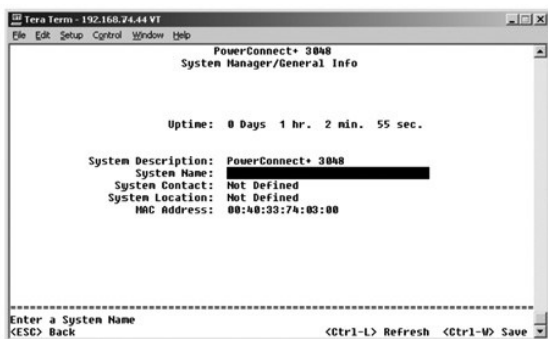 Tera Term - 192.168.74.44 VT
File Edit Setup Control Window Help
PowerConnect+ 3048
System Manager/General Info
Uptime: 0 Days 1 hr. 2 min. 55 sec.
System Description: PowerConnect+ 3048
System Name:
System Contact: Not Defined
System Location: Not Defined
MAC Address: 00:40:33:74:03:00
Enter a System Name
<ESC> Back <Ctrl-L> Refresh <Ctrl-W> Save